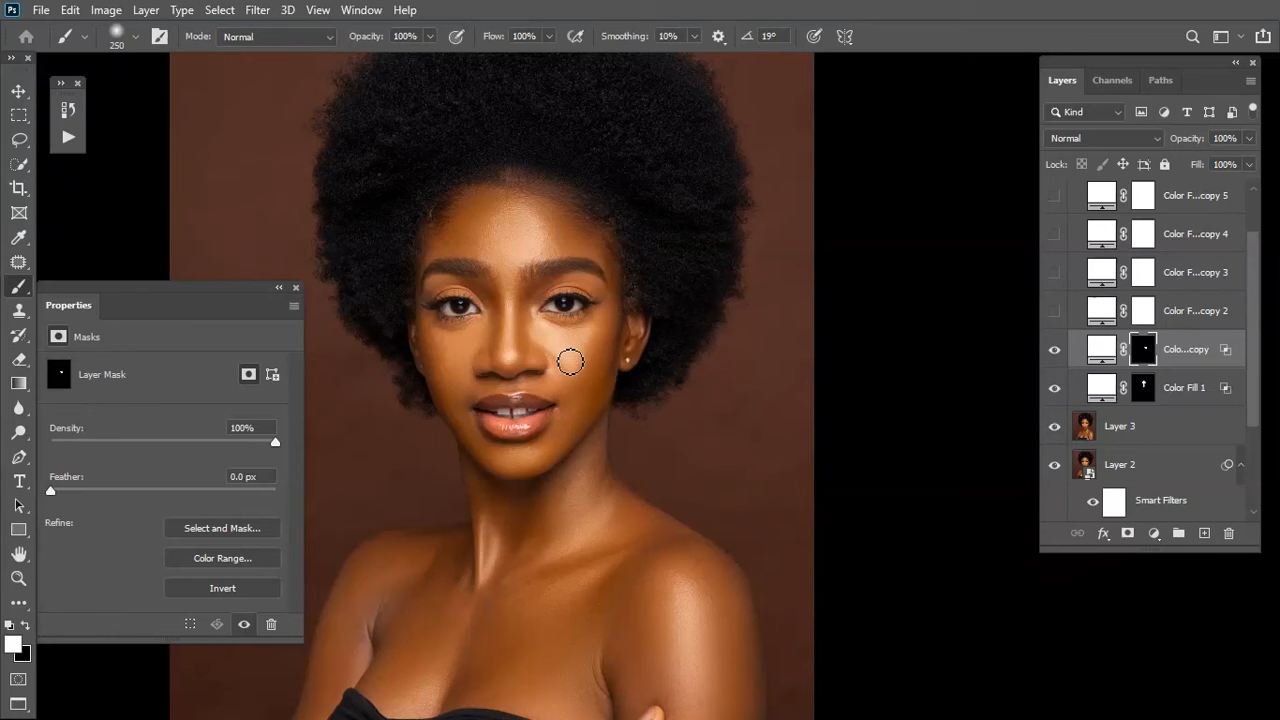 Ps File Edit Image Layer Type Select Filter 3D View Window Help
250 Mode: Normal Opacity: 100% Flow: 100% Smoothing: 10% 19°
Layers Channels Paths
Kind
Normal Opacity: 100%
Lock: Fill: 100%
Color F...copy 5
Color F...copy 4
Color F...copy 3
Color F...copy 2
Colo...copy
Color Fill 1
Layer 3
Layer 2
Smart Filters
fx
Properties
Masks
Layer Mask
Density: 100%
Feather: 0.0 px
Refine: Select and Mask...
Color Range...
Invert